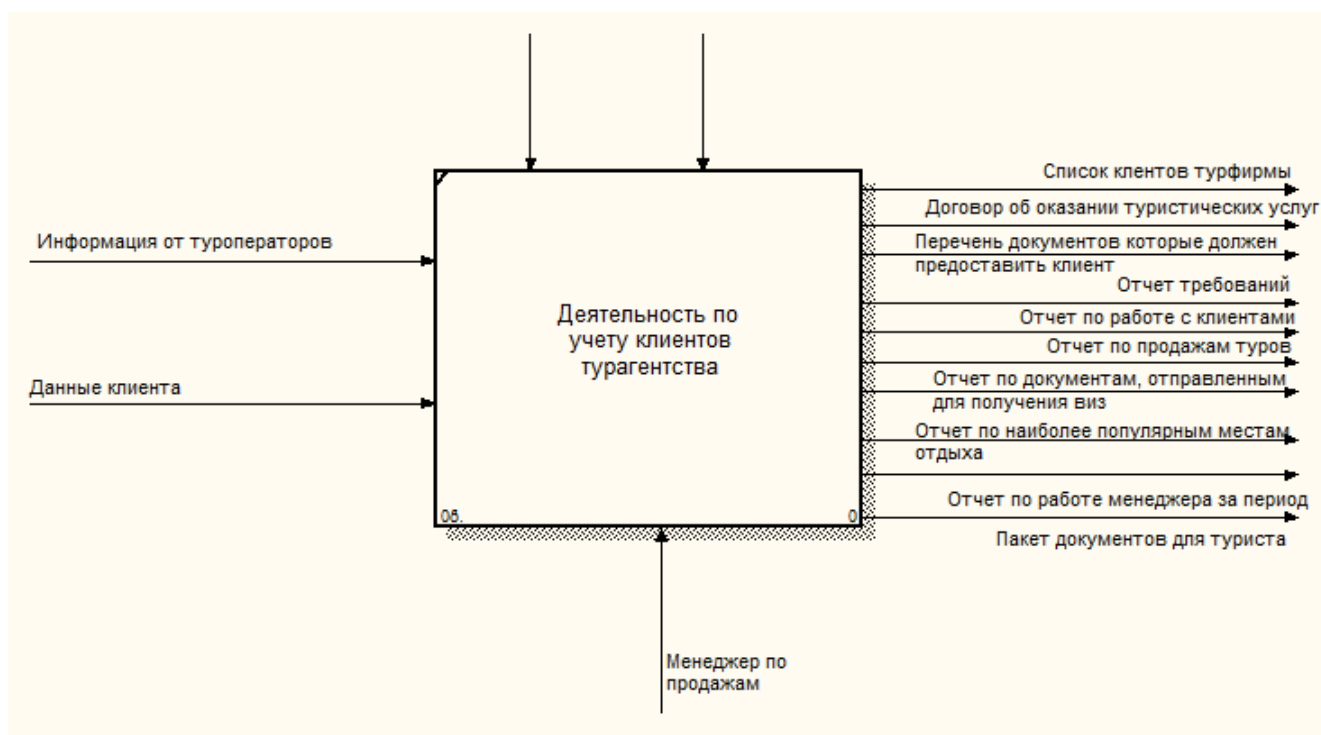 Список клентов турфирмы
Договор об оказании туристических услуг
Информация от туроператоров
Перечень документов которые должен
предоставить клиент
Отчет требований
Деятельность по
учету клиентов
турагентства
Отчет по работе с клиентами
Отчет по продажам туров
Данные клиента
Отчет по документам, отправленным
для получения виз
Отчет по наиболее популярным местам
отдыха
Отчет по работе менеджера за период
0б.
0
Пакет документов для туриста
Менеджер по
продажам